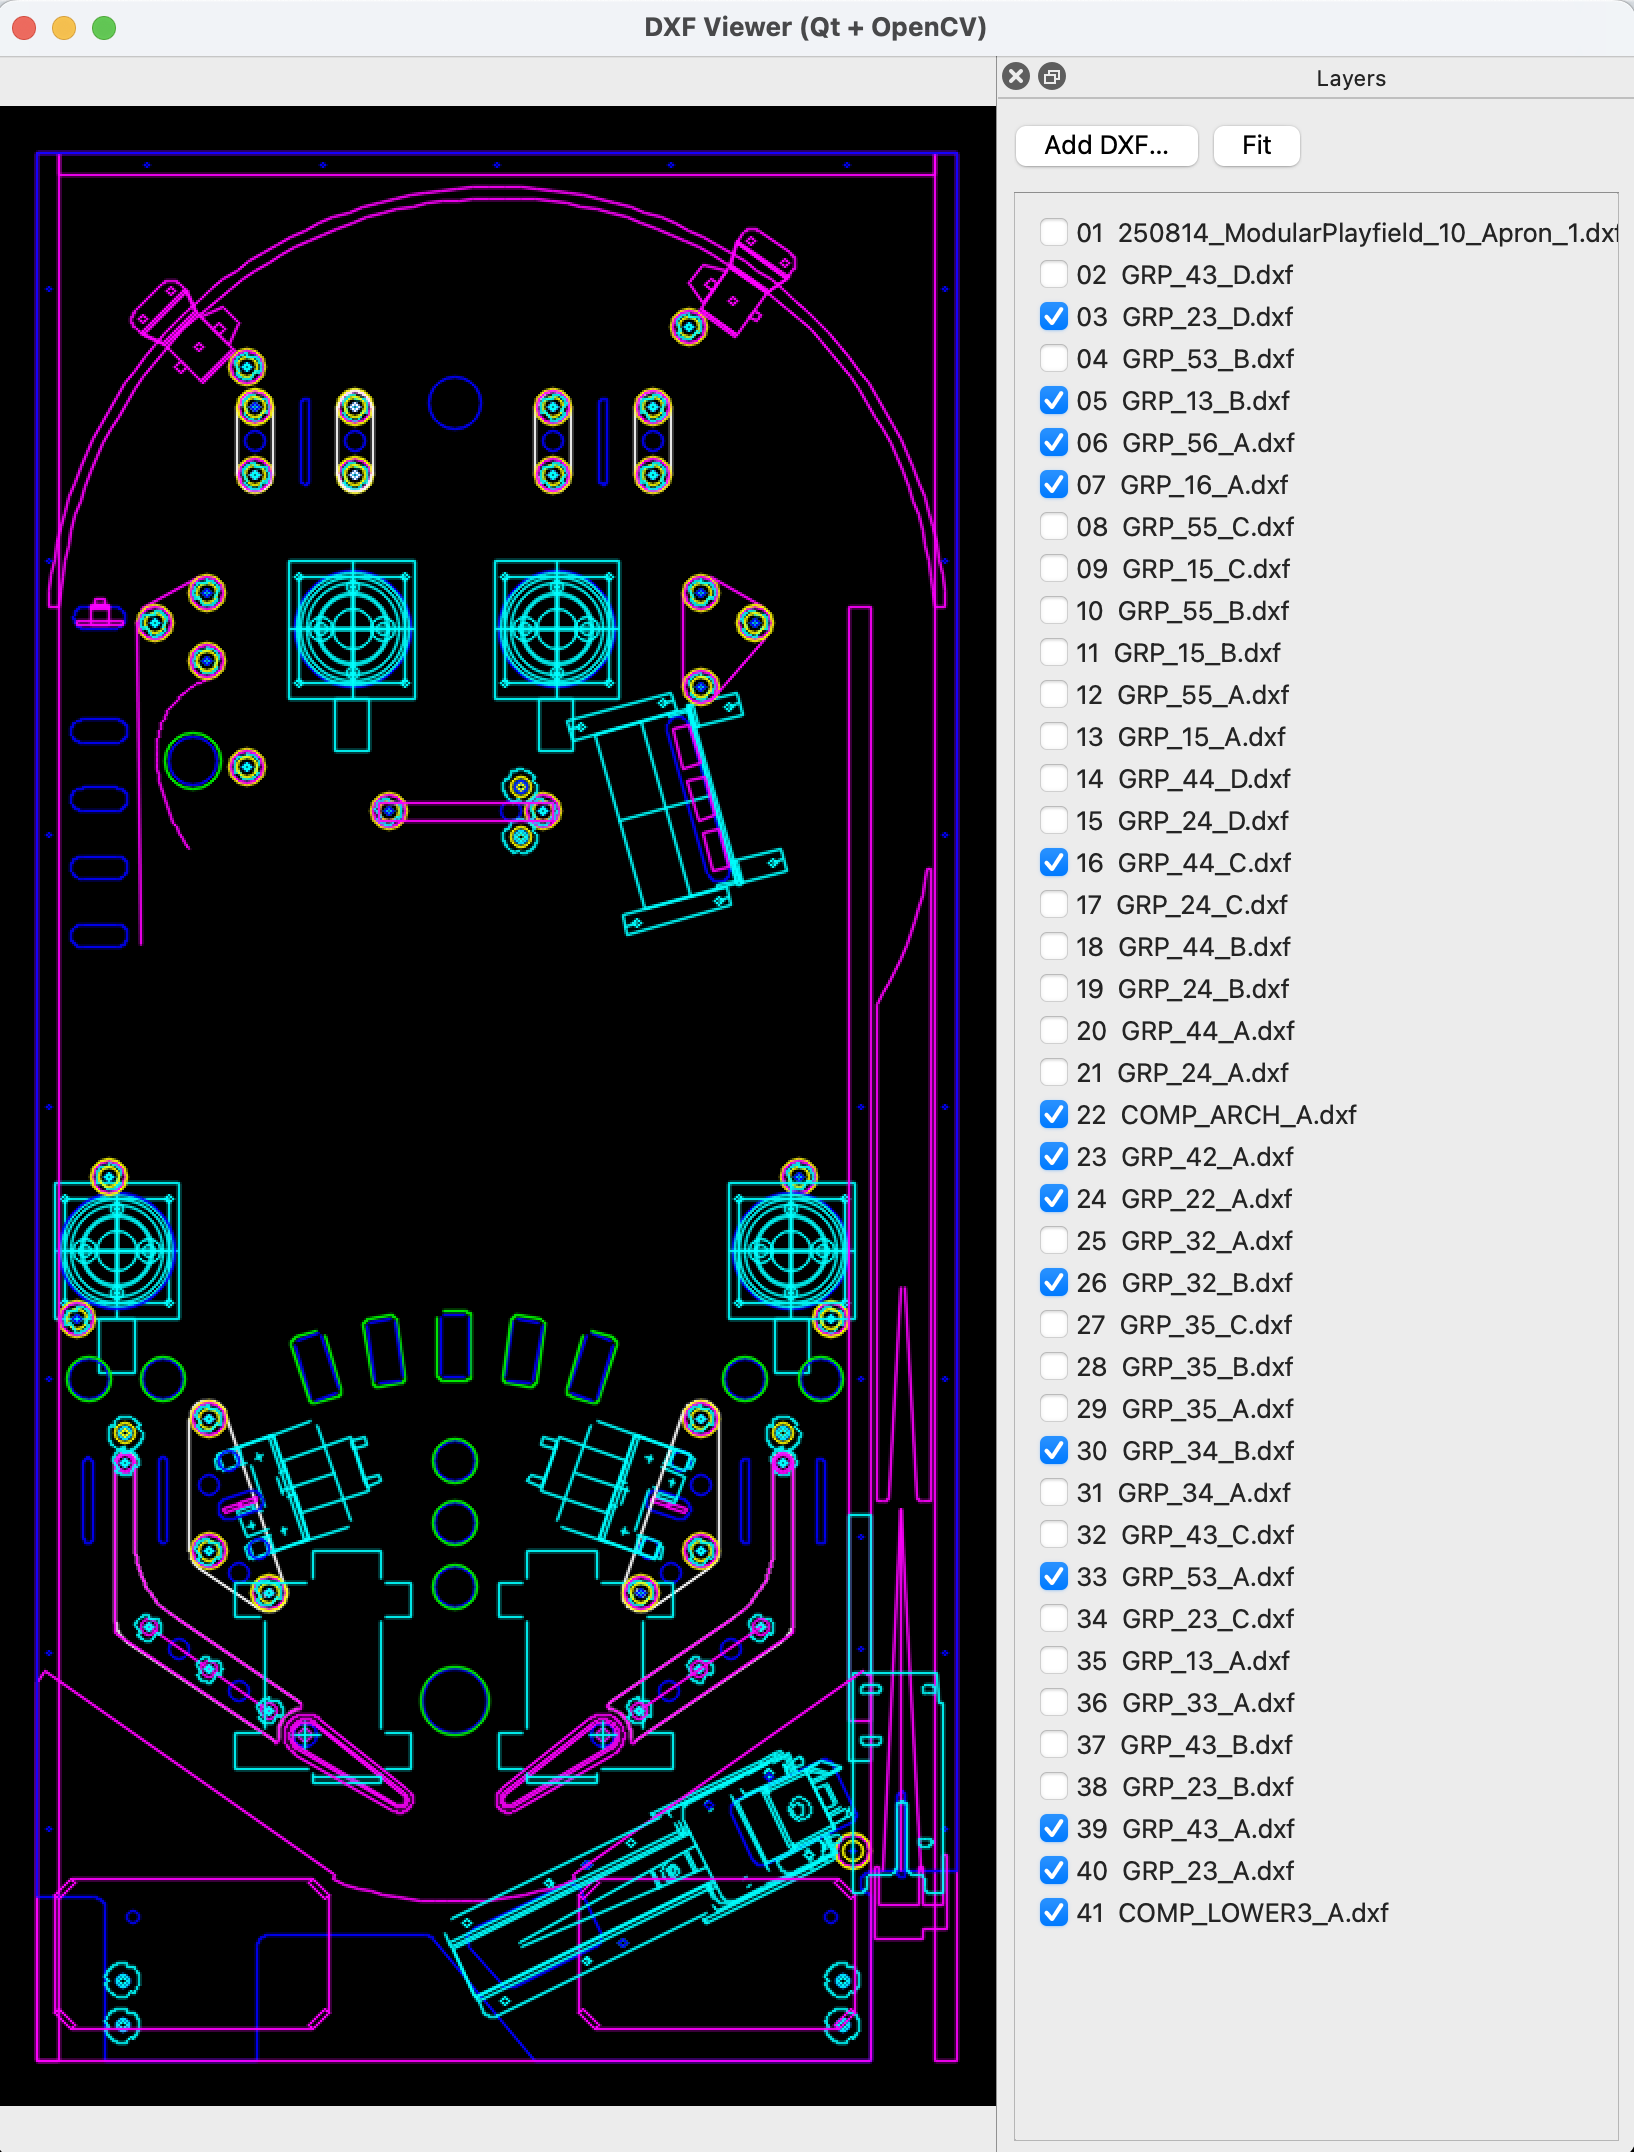 DXF Viewer (Qt + OpenCV)
Layers
Add DXF...
Fit
01 250814_ModularPlayfield_10_Apron_1.dxf
02 GRP_43_D.dxf
03 GRP_23_D.dxf
04 GRP_53_B.dxf
05 GRP_13_B.dxf
06 GRP_56_A.dxf
07 GRP_16_A.dxf
08 GRP_55_C.dxf
09 GRP_15_C.dxf
10 GRP_55_B.dxf
11 GRP_15_B.dxf
12 GRP_55_A.dxf
13 GRP_15_A.dxf
14 GRP_44_D.dxf
15 GRP_24_D.dxf
16 GRP_44_C.dxf
17 GRP_24_C.dxf
18 GRP_44_B.dxf
19 GRP_24_B.dxf
20 GRP_44_A.dxf
21 GRP_24_A.dxf
22 COMP_ARCH_A.dxf
23 GRP_42_A.dxf
24 GRP_22_A.dxf
25 GRP_32_A.dxf
26 GRP_32_B.dxf
27 GRP_35_C.dxf
28 GRP_35_B.dxf
29 GRP_35_A.dxf
30 GRP_34_B.dxf
31 GRP_34_A.dxf
32 GRP_43_C.dxf
33 GRP_53_A.dxf
34 GRP_23_C.dxf
35 GRP_13_A.dxf
36 GRP_33_A.dxf
37 GRP_43_B.dxf
38 GRP_23_B.dxf
39 GRP_43_A.dxf
40 GRP_23_A.dxf
41 COMP_LOWER3_A.dxf